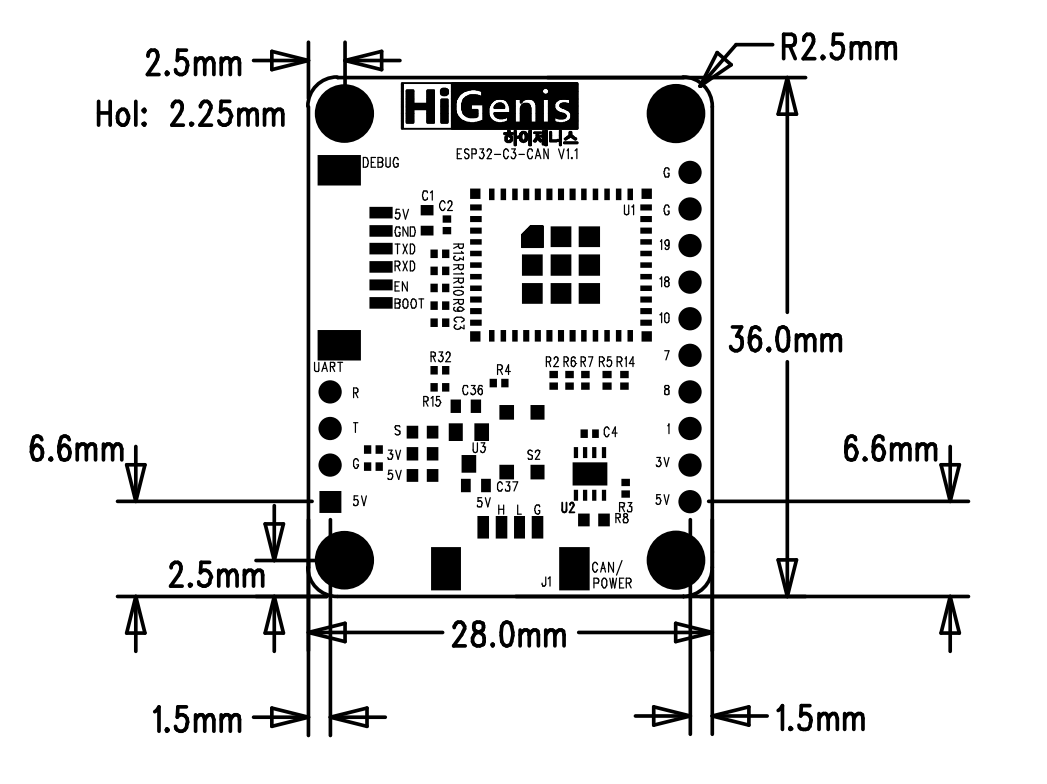 2.5mm
R2.5mm
Hol: 2.25mm
HiGenis
하이제니스
ESP32-C3-CAN V1.1
DEBUG
G
C1
C2
5V
U1
G
GND
TXD
R13
19
RXD
R1
EN
R10
18
BOOT
R9
C3
10
36.0mm
R32
R4
R2 R6 R7 R5 R14
7
UART
R
R15
C36
8
T
S
C4
1
6.6mm
3V
U3
S2
6.6mm
G
5V
3V
C37
5V
5V
H
L
G
U2
R3
R8
5V
2.5mm
J1
CAN/
POWER
28.0mm
1.5mm
1.5mm